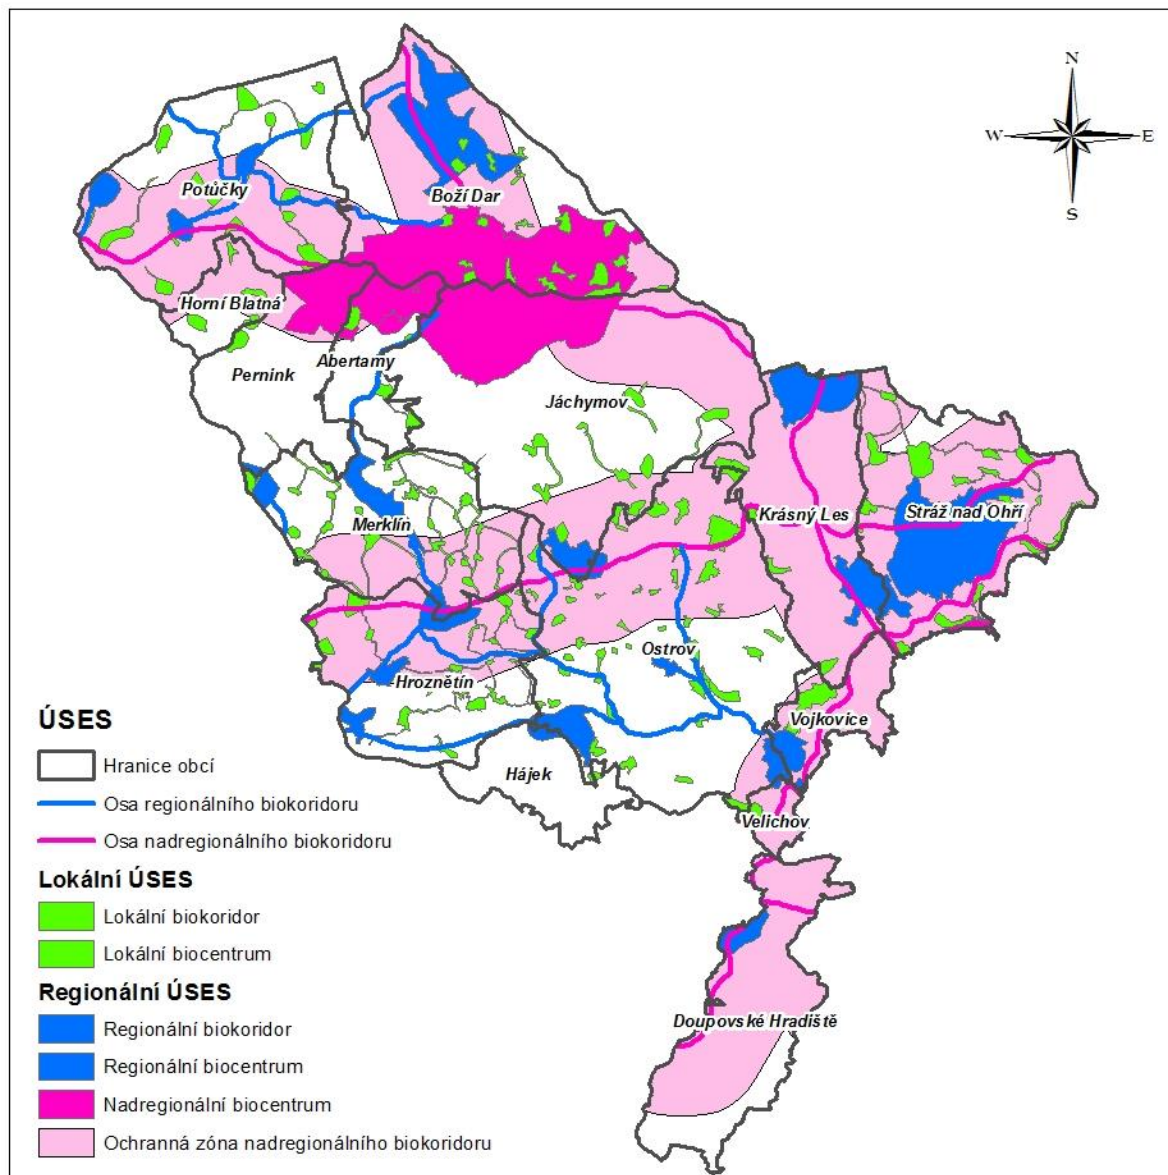 N
W
E
S
Potůčky
Boží Dar
Horní Blatná
Abertamy
Pernink
Jáchymov
Merklín
Krásný Les
Stráž nad Ohří
Ostrov
Hroznětín
Vojkovice
Hájek
Velichov
Doupovské Hradiště
ÚSES
Hranice obcí
Osa regionálního biokoridoru
Osa nadregionálního biokoridoru
Lokální ÚSES
Lokální biokoridor
Lokální biocentrum
Regionální ÚSES
Regionální biokoridor
Regionální biocentrum
Nadregionální biocentrum
Ochranná zóna nadregionálního biokoridoru